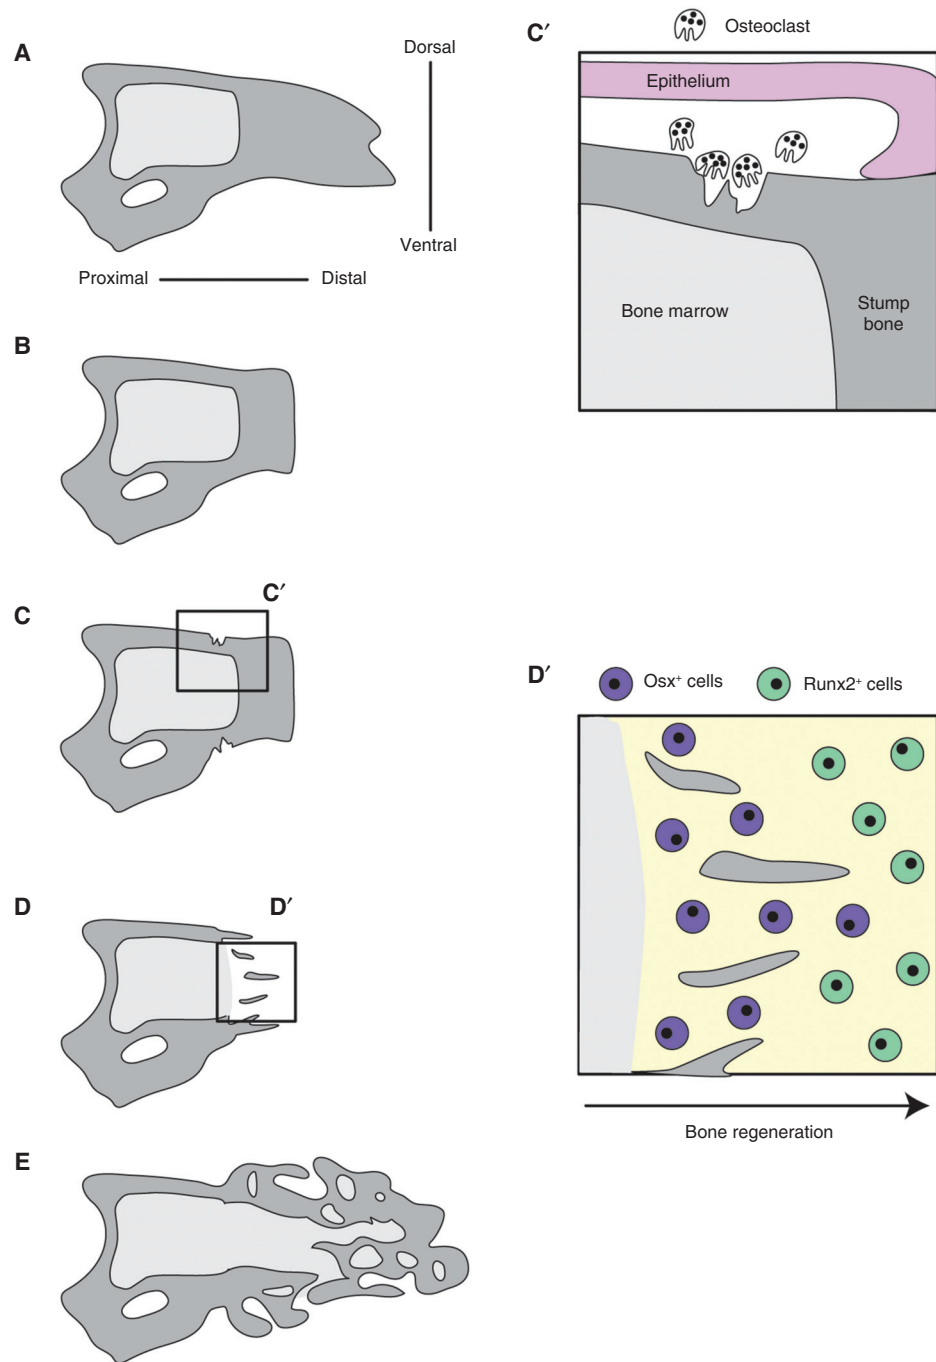 A
Dorsal
Ventral
Proximal
Distal
B
C
C′
D
D′
E
C′
Osteoclast
Epithelium
Bone marrow
Stump
bone
D′
Osx⁺ cells
Runx2⁺ cells
Bone regeneration